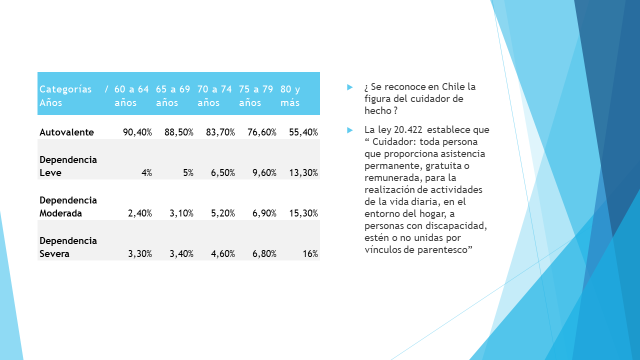 Categorías / Años 60 a 64 años 65 a 69 años 70 a 74 años 75 a 79 años 80 y más
Autovalente 90,40% 88,50% 83,70% 76,60% 55,40%
Dependencia Leve 4% 5% 6,50% 9,60% 13,30%
Dependencia Moderada 2,40% 3,10% 5,20% 6,90% 15,30%
Dependencia Severa 3,30% 3,40% 4,60% 6,80% 16%
¿ Se reconoce en Chile la
figura del cuidador de
hecho ?
La ley 20.422 establece que
“ Cuidador: toda persona
que proporciona asistencia
permanente, gratuita o
remunerada, para la
realización de actividades
de la vida diaria, en el
entorno del hogar, a
personas con discapacidad,
estén o no unidas por
vínculos de parentesco”